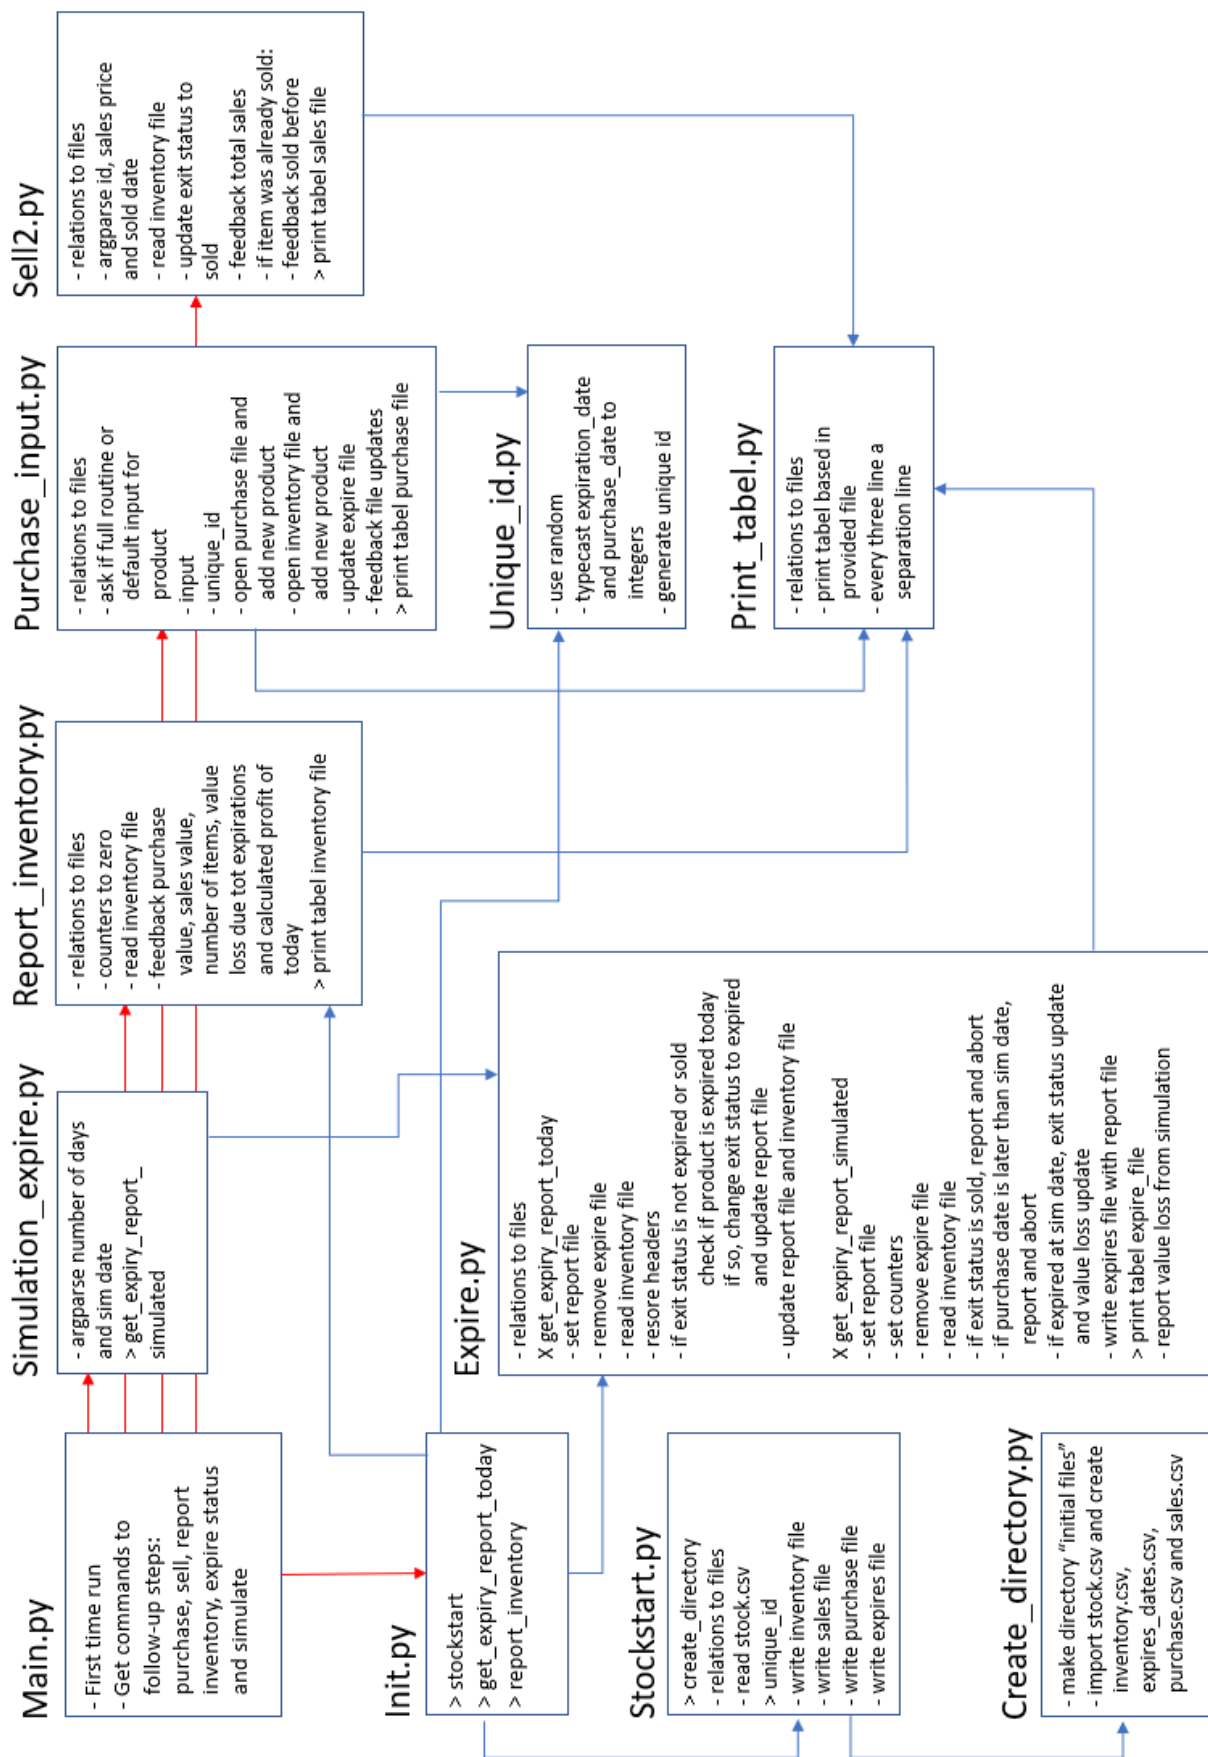 Main.py
- First time run
- Get commands to
follow-up steps:
purchase, sell, report
inventory, expire status
and simulate
Simulation_expire.py
- argparse number of days
and sim date
> get_expiry_report_
simulated
Report_inventory.py
- relations to files
- counters to zero
- read inventory file
- feedback purchase
value, sales value,
number of items, value
loss due tot expirations
and calculated profit of
today
> print tabel inventory file
Purchase_input.py
- relations to files
- ask if full routine or
default input for
product
- input
- unique_id
- open purchase file and
add new product
- open inventory file and
add new product
- update expire file
- feedback file updates
> print tabel purchase file
Sell2.py
- relations to files
- argparse id, sales price
and sold date
- read inventory file
- update exit status to
sold
- feedback total sales
- if item was already sold:
- feedback sold before
> print tabel sales file
Init.py
> stockstart
> get_expiry_report_today
> report_inventory
Expire.py
- relations to files
X get_expiry_report_today
- set report file
- remove expire file
- read inventory file
- resore headers
- if exit status is not expired or sold
check if product is expired today
if so, change exit status to expired
and update report file
- update report file and inventory file
X get_expiry_report_simulated
- set report file
- set counters
- remove expire file
- read inventory file
- if exit status is sold, report and abort
- if purchase date is later than sim date,
report and abort
- if expired at sim date, exit status update
and value loss update
- write expires file with report file
> print tabel expire_file
- report value loss from simulation
Unique_id.py
- use random
- typecast expiration_date
and purchase_date to
integers
- generate unique id
Stockstart.py
> create_directory
- relations to files
- read stock.csv
> unique_id
- write inventory file
- write sales file
- write purchase file
- write expires file
Print_tabel.py
- relations to files
- print tabel based in
provided file
- every three line a
separation line
Create_directory.py
- make directory “initial files”
- import stock.csv and create
inventory.csv,
expires_dates.csv,
purchase.csv and sales.csv